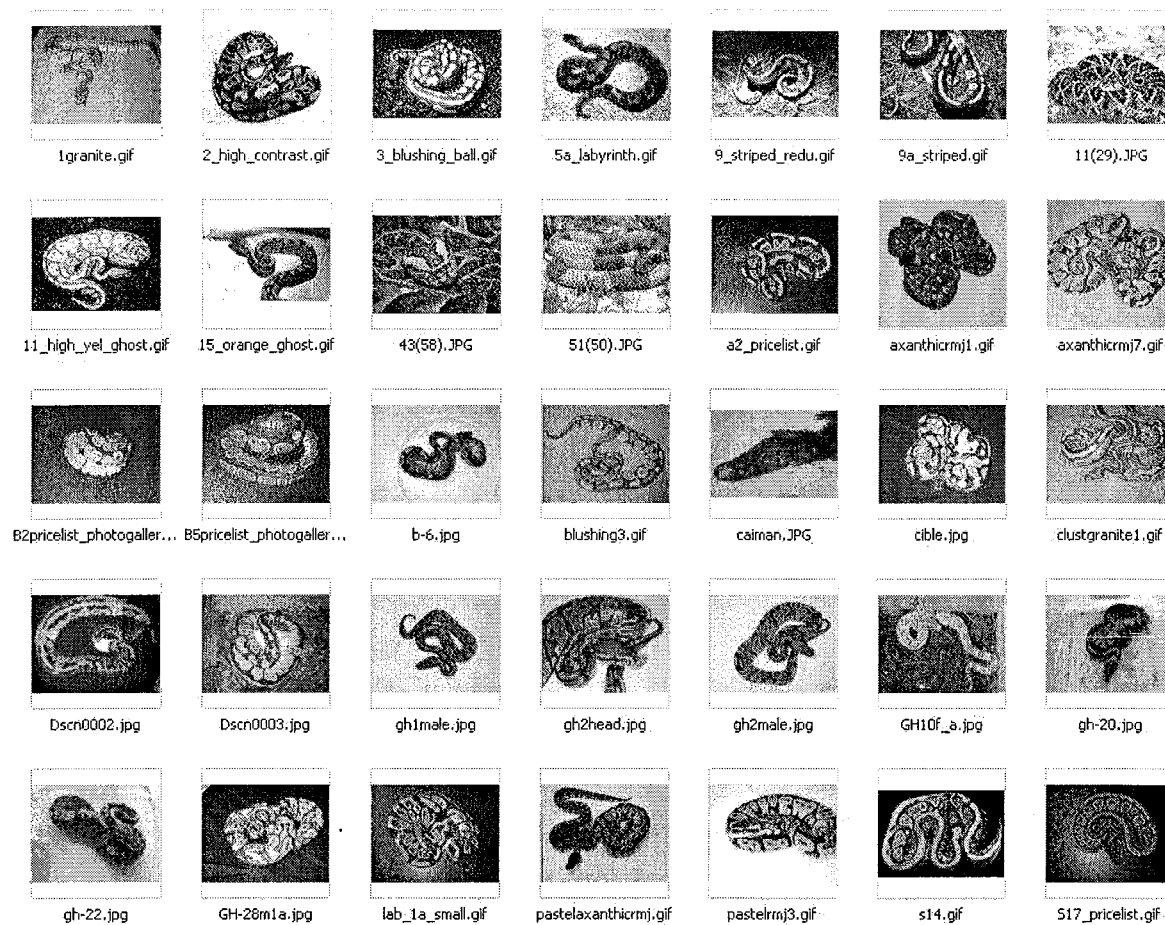 1granite.gif
2_high_contrast.gif
3_blushing_ball.gif
5a_labyrinth.gif
9_striped_redu.gif
9a_striped.gif
11(29).JPG
11_high_yel_ghost.gif
15_orange_ghost.gif
43(58).JPG
51(50).JPG
a2_pricelist.gif
axanthicrmj1.gif
axanthicrmj7.gif
B2pricelist_photogaller...
B5pricelist_photogaller...
b-6.jpg
blushing3.gif
caiman.JPG
cible.jpg
clustgranite1.gif
Dscn0002.jpg
Dscn0003.jpg
gh1male.jpg
gh2head.jpg
gh2male.jpg
GH10f_a.jpg
gh-20.jpg
gh-22.jpg
GH-28m1a.jpg
lab_1a_small.gif
pastelaxanthicrmj.gif
pastelrmj3.gif
s14.gif
S17_pricelist.gif